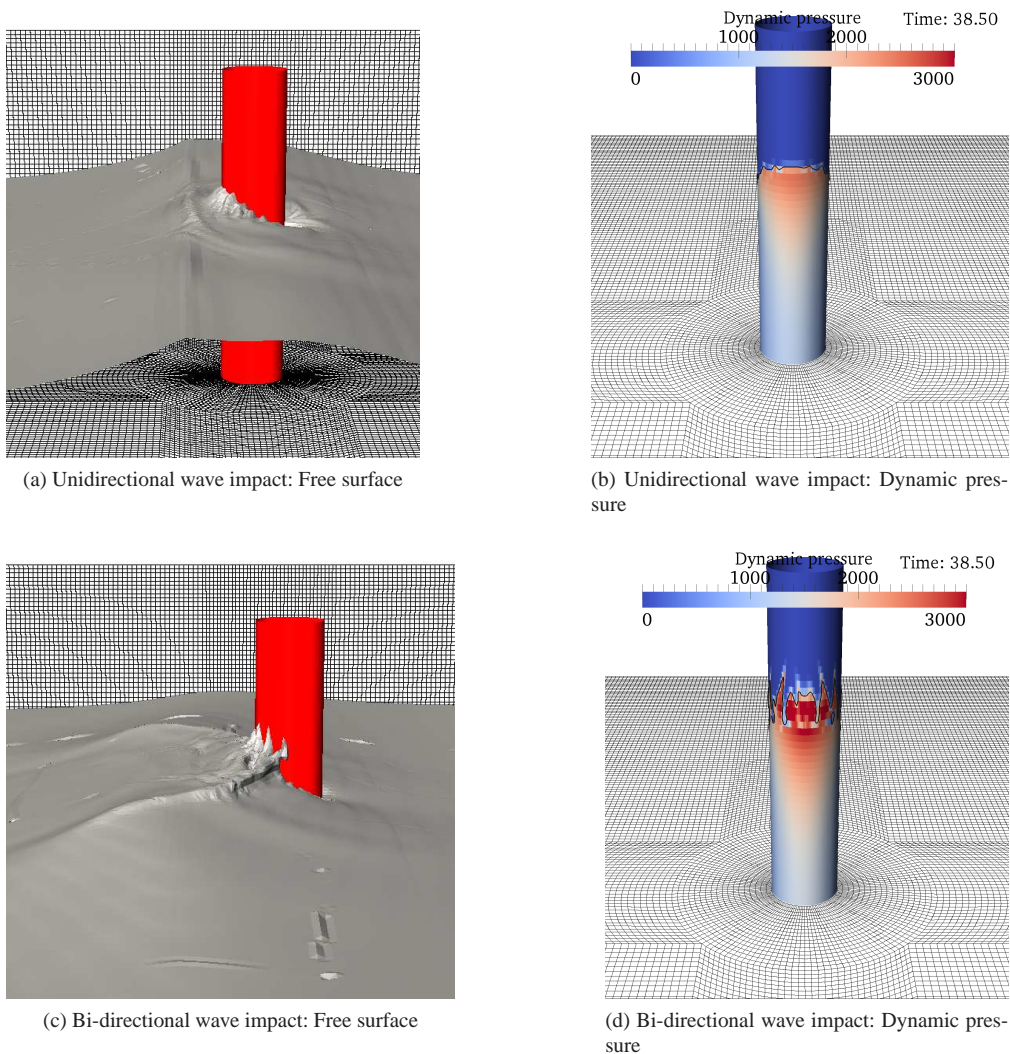 Dynamic pressure Time: 38.50
1000 2000
0 3000
(a) Unidirectional wave impact: Free surface
(b) Unidirectional wave impact: Dynamic pres-
sure
Dynamic pressure Time: 38.50
1000 2000
0 3000
(c) Bi-directional wave impact: Free surface
(d) Bi-directional wave impact: Dynamic pres-
sure